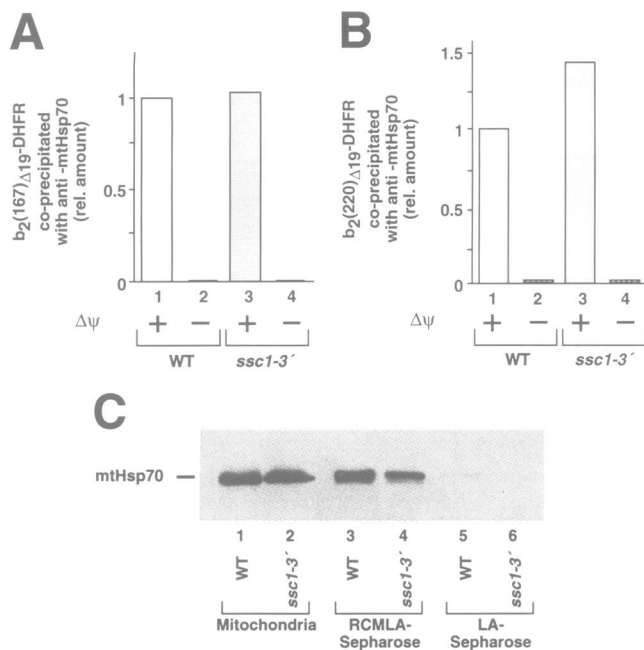 A
b2(167)Δ19-DHFR
co-precipitated
with anti -mtHsp70
(rel. amount)
1
0.5
0
1 2 3 4
Δψ + − + −
WT ssc1-3´
B
b2(220)Δ19-DHFR
co-precipitated
with anti -mtHsp70
(rel. amount)
1.5
1
0.5
0
1 2 3 4
Δψ + − + −
WT ssc1-3´
C
mtHsp70 —
1 2 3 4 5 6
WT ssc1-3´ WT ssc1-3´ WT ssc1-3´
Mitochondria RCMLA- LA-
Sepharose Sepharose